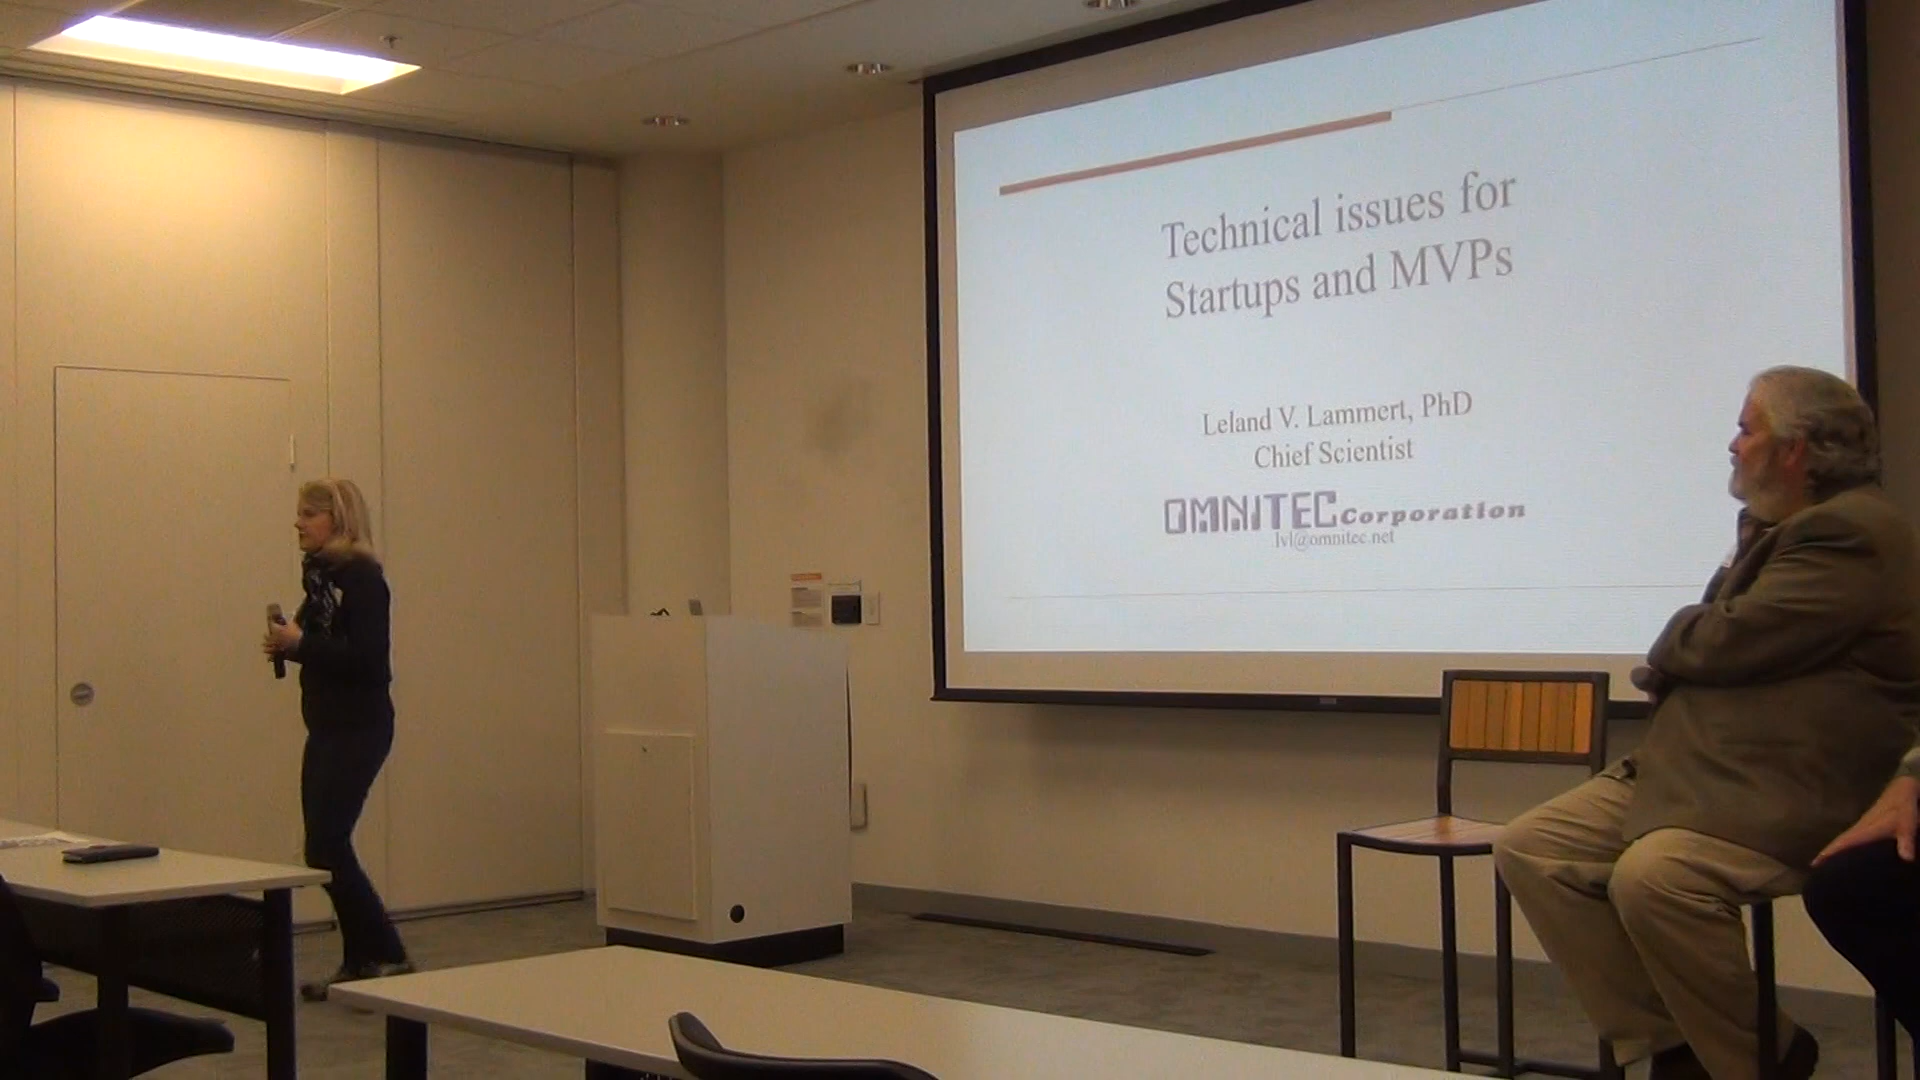 Technical issues for
Startups and MVPs
Leland V. Lammert, PhD
Chief Scientist
OMNITEC Corporation
lvl@omnitec.net